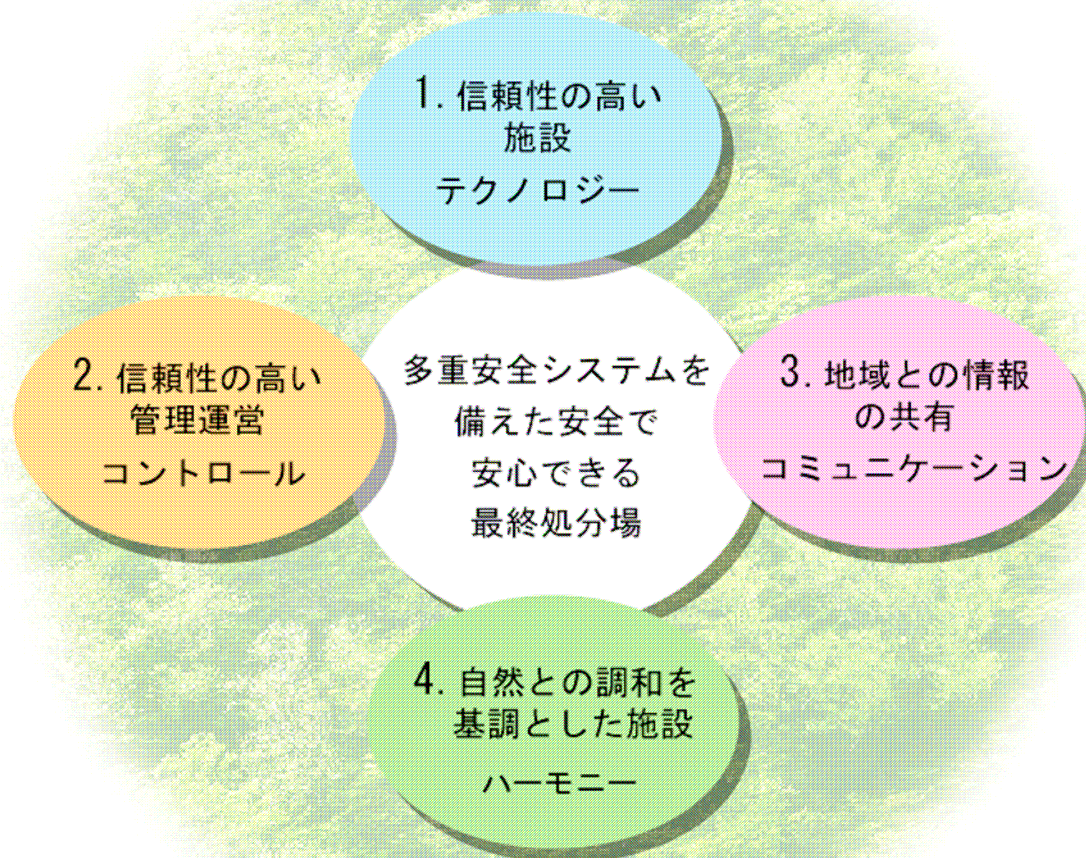 1. 信頼性の高い
施設
テクノロジー
2. 信頼性の高い
管理運営
コントロール
多重安全システムを
備えた安全で
安心できる
最終処分場
3. 地域との情報
の共有
コミュニケーション
4. 自然との調和を
基調とした施設
ハーモニー